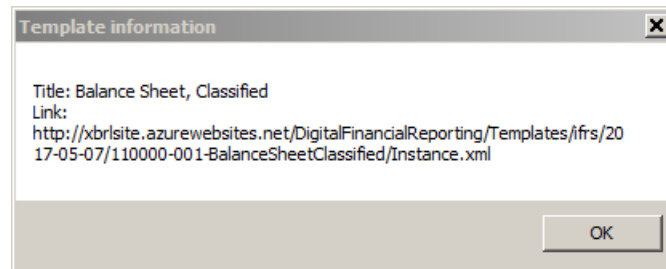 Template information
Title: Balance Sheet, Classified
Link:
http://xbrlsite.azurewebsites.net/DigitalFinancialReporting/Templates/ifrs/20
17-05-07/110000-001-BalanceSheetClassified/Instance.xml
OK